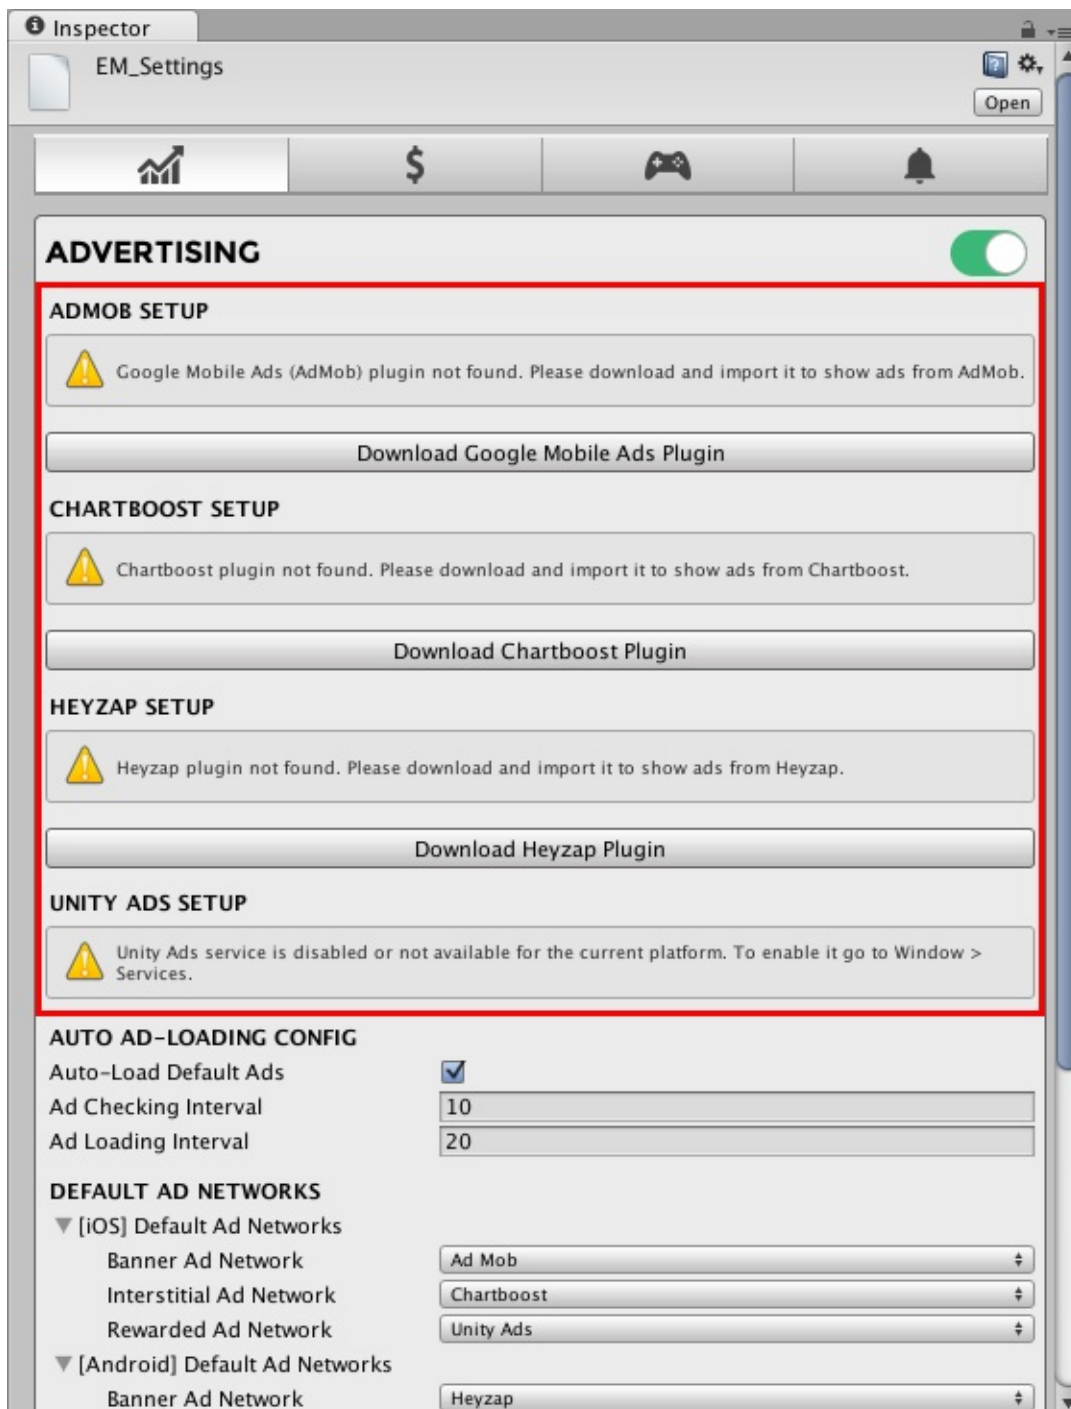 Inspector
EM_Settings
Open
$
ADVERTISING
ADMOB SETUP
Google Mobile Ads (AdMob) plugin not found. Please download and import it to show ads from AdMob.
Download Google Mobile Ads Plugin
CHARTBOOST SETUP
Chartboost plugin not found. Please download and import it to show ads from Chartboost.
Download Chartboost Plugin
HEYZAP SETUP
Heyzap plugin not found. Please download and import it to show ads from Heyzap.
Download Heyzap Plugin
UNITY ADS SETUP
Unity Ads service is disabled or not available for the current platform. To enable it go to Window >
Services.
AUTO AD-LOADING CONFIG
Auto-Load Default Ads
Ad Checking Interval 10
Ad Loading Interval 20
DEFAULT AD NETWORKS
[iOS] Default Ad Networks
Banner Ad Network Ad Mob
Interstitial Ad Network Chartboost
Rewarded Ad Network Unity Ads
[Android] Default Ad Networks
Banner Ad Network Heyzap